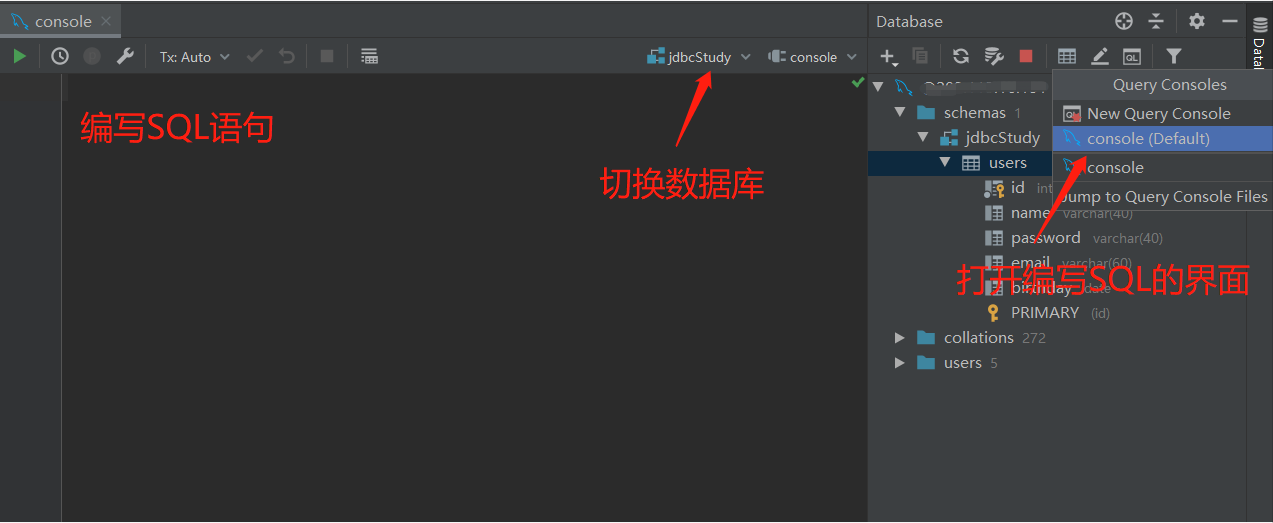 console
Tx: Auto
jdbcStudy
console
编写SQL语句
切换数据库
Database
Query Consoles
New Query Console
console (Default)
console
Jump to Query Console Files
schemas 1
jdbcStudy
users
id int
name varchar(40)
password varchar(40)
email varchar(60)
birthday date
PRIMARY (id)
collations 272
users 5
打开编写SQL的界面